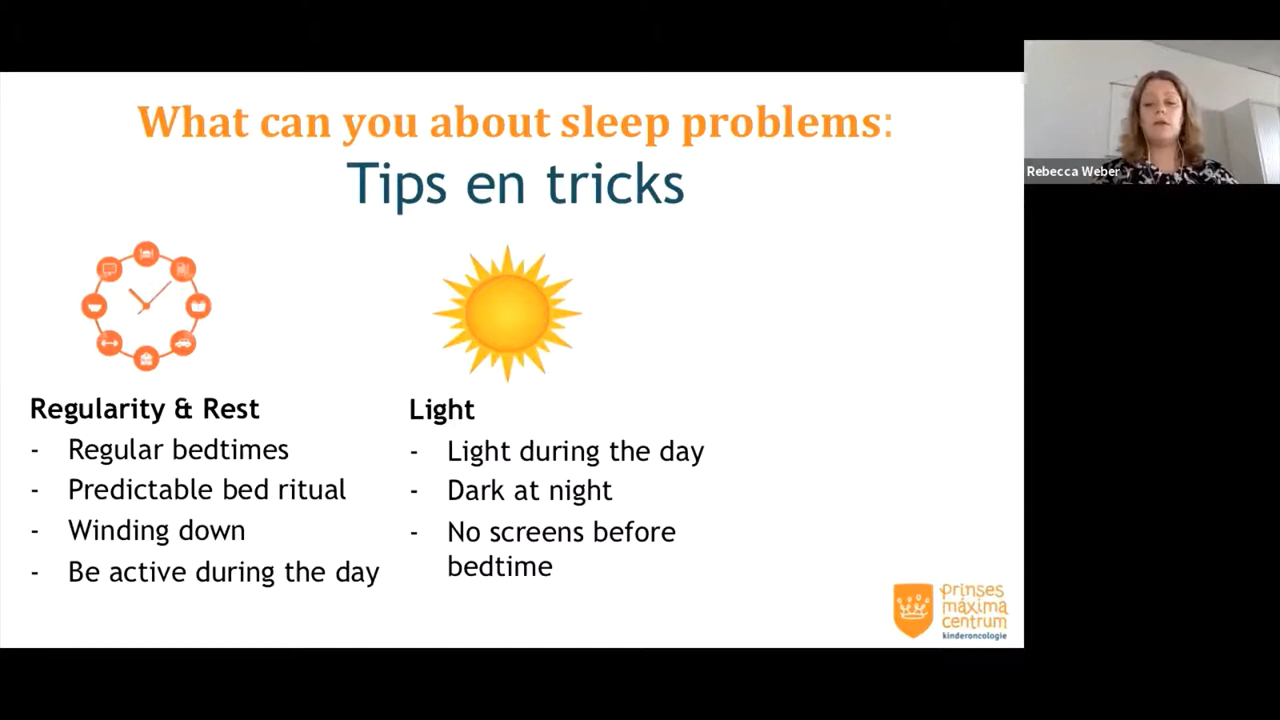 What can you about sleep problems:
Tips en tricks
Rebecca Weber
Regularity & Rest
- Regular bedtimes
- Predictable bed ritual
- Winding down
- Be active during the day
Light
- Light during the day
- Dark at night
- No screens before
bedtime
prinses
máxima
centrum
kinderoncologie